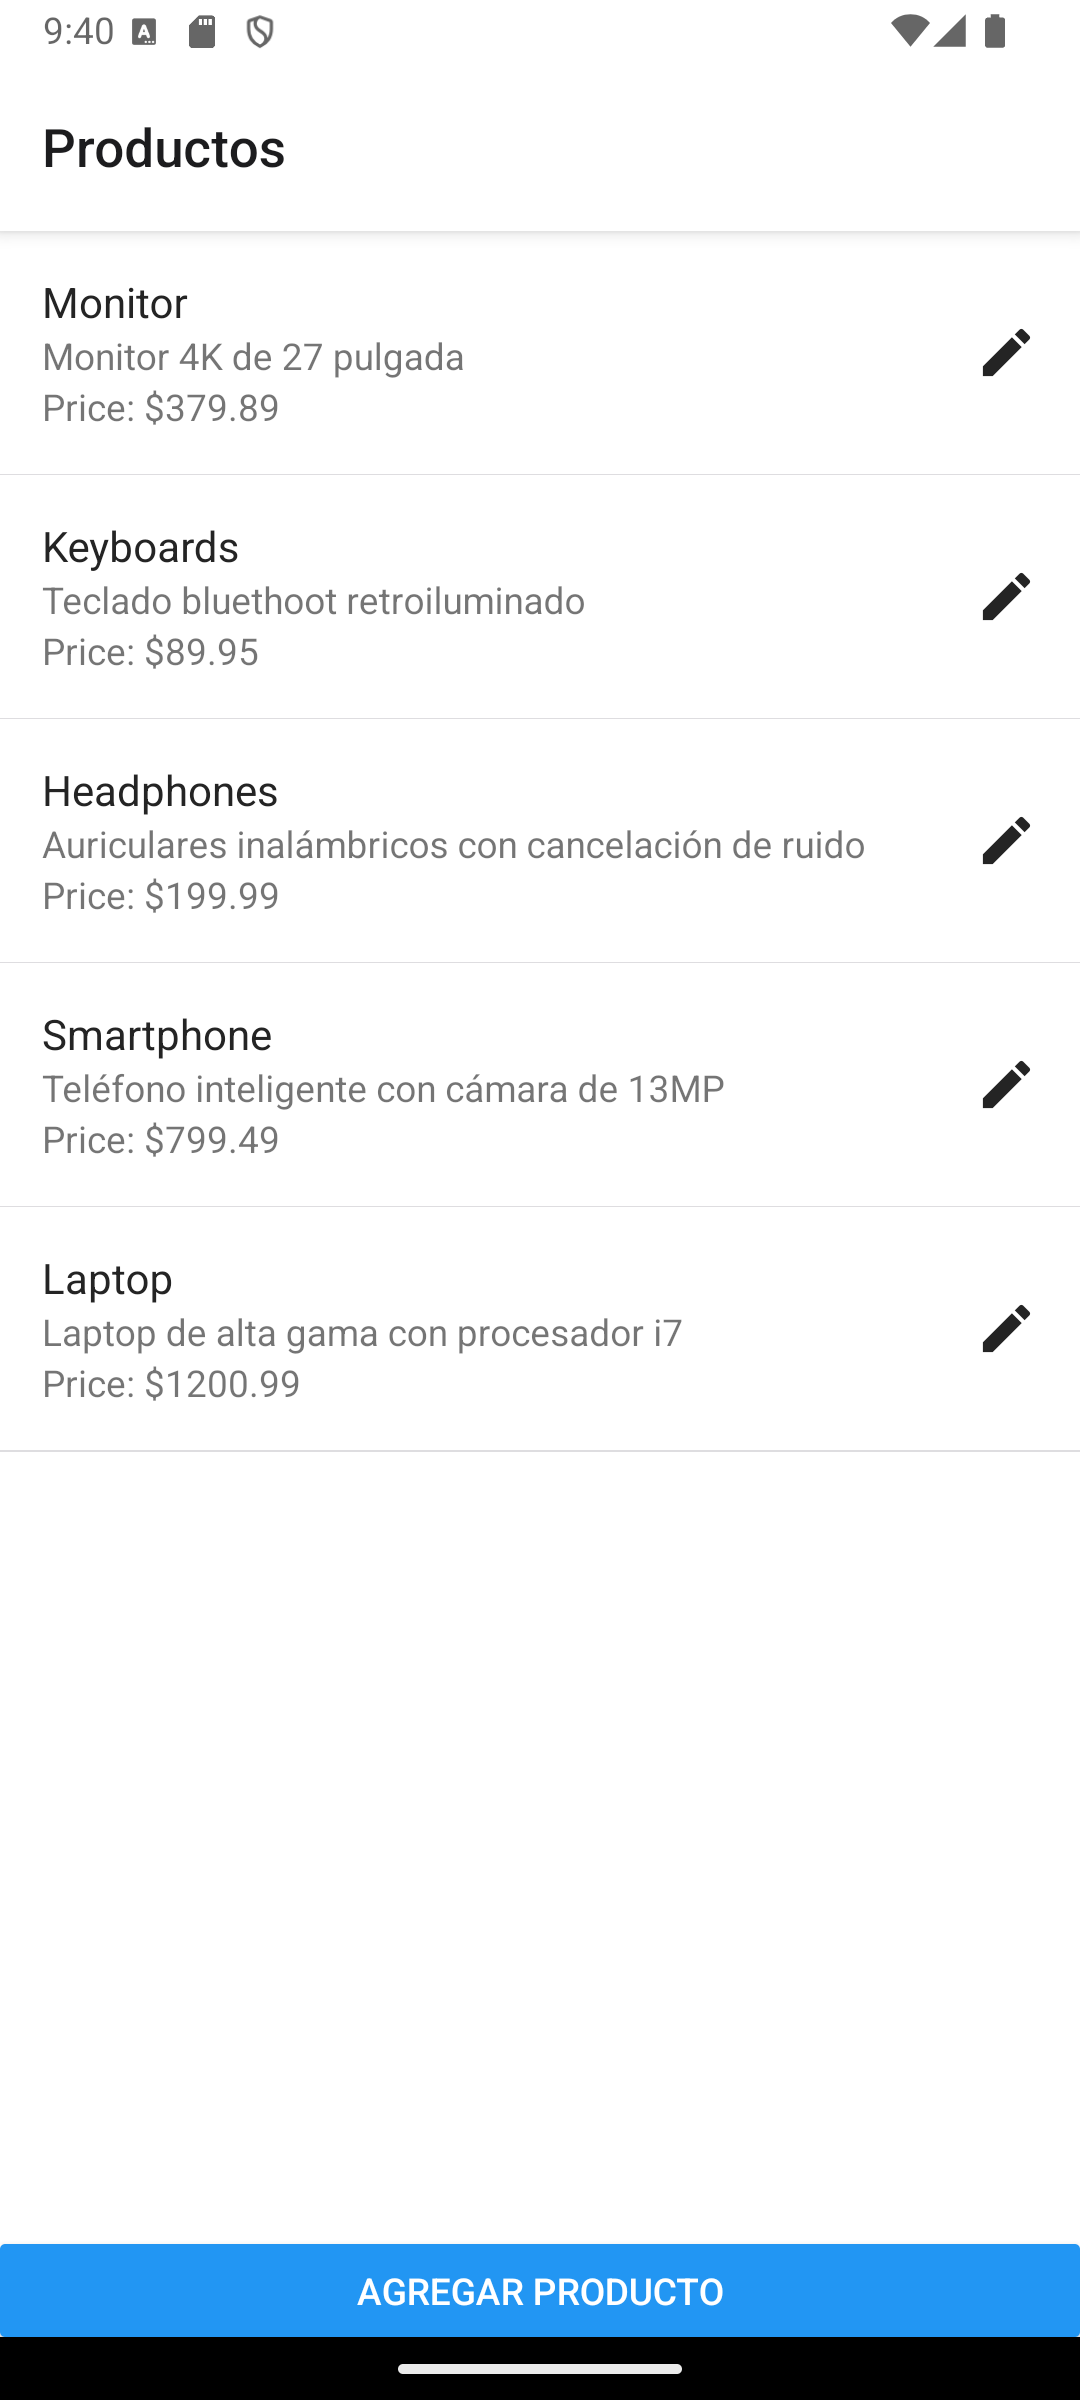 9:40
Productos
Monitor
Monitor 4K de 27 pulgada
Price: $379.89
Keyboards
Teclado bluethoot retroiluminado
Price: $89.95
Headphones
Auriculares inalámbricos con cancelación de ruido
Price: $199.99
Smartphone
Teléfono inteligente con cámara de 13MP
Price: $799.49
Laptop
Laptop de alta gama con procesador i7
Price: $1200.99
AGREGAR PRODUCTO